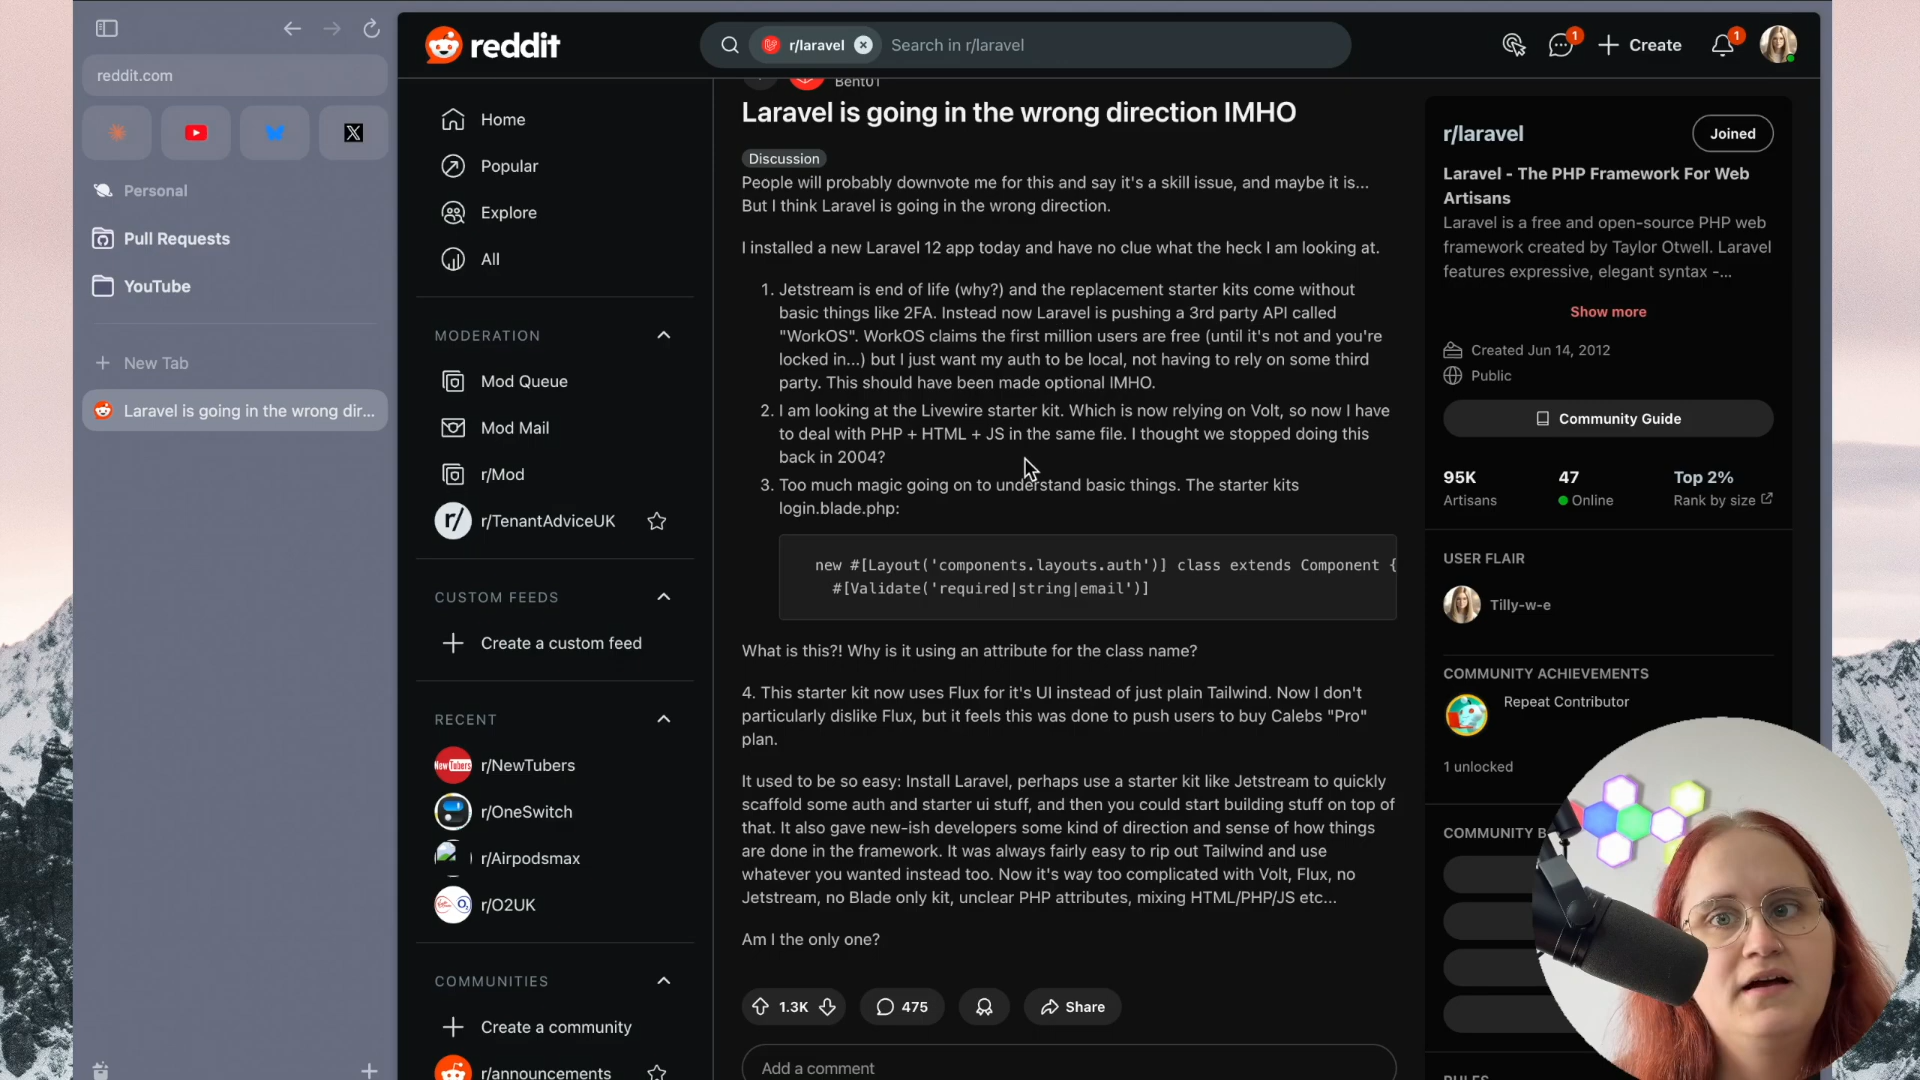 reddit.com
Personal
Pull Requests
YouTube
New Tab
Laravel is going in the wrong dir...
reddit
r/laravel
Search in r/laravel
1
Create
1
Home
Popular
Explore
All
MODERATION
Mod Queue
Mod Mail
r/Mod
r/
r/TenantAdviceUK
CUSTOM FEEDS
Create a custom feed
RECENT
NewTubers
r/NewTubers
r/OneSwitch
r/Airpodsmax
r/O2UK
COMMUNITIES
Create a community
r/announcements
Bent01
Laravel is going in the wrong direction IMHO
Discussion
People will probably downvote me for this and say it's a skill issue, and maybe it is...
But I think Laravel is going in the wrong direction.
I installed a new Laravel 12 app today and have no clue what the heck I am looking at.
1. Jetstream is end of life (why?) and the replacement starter kits come without
basic things like 2FA. Instead now Laravel is pushing a 3rd party API called
"WorkOS". WorkOS claims the first million users are free (until it's not and you're
locked in...) but I just want my auth to be local, not having to rely on some third
party. This should have been made optional IMHO.
2. I am looking at the Livewire starter kit. Which is now relying on Volt, so now I have
to deal with PHP + HTML + JS in the same file. I thought we stopped doing this
back in 2004?
3. Too much magic going on to understand basic things. The starter kits
login.blade.php:
new #[Layout('components.layouts.auth')] class extends Component {
#[Validate('required|string|email')]
What is this?! Why is it using an attribute for the class name?
4. This starter kit now uses Flux for it's UI instead of just plain Tailwind. Now I don't
particularly dislike Flux, but it feels this was done to push users to buy Calebs "Pro"
plan.
It used to be so easy: Install Laravel, perhaps use a starter kit like Jetstream to quickly
scaffold some auth and starter ui stuff, and then you could start building stuff on top of
that. It also gave new-ish developers some kind of direction and sense of how things
are done in the framework. It was always fairly easy to rip out Tailwind and use
whatever you wanted instead too. Now it's way too complicated with Volt, Flux, no
Jetstream, no Blade only kit, unclear PHP attributes, mixing HTML/PHP/JS etc...
Am I the only one?
1.3K
475
Share
Add a comment
r/laravel
Joined
Laravel - The PHP Framework For Web
Artisans
Laravel is a free and open-source PHP web
framework created by Taylor Otwell. Laravel
features expressive, elegant syntax -...
Show more
Created Jun 14, 2012
Public
Community Guide
95K
47
Top 2%
Artisans
Online
Rank by size
USER FLAIR
Tilly-w-e
COMMUNITY ACHIEVEMENTS
Repeat Contributor
1 unlocked
COMMUNITY B